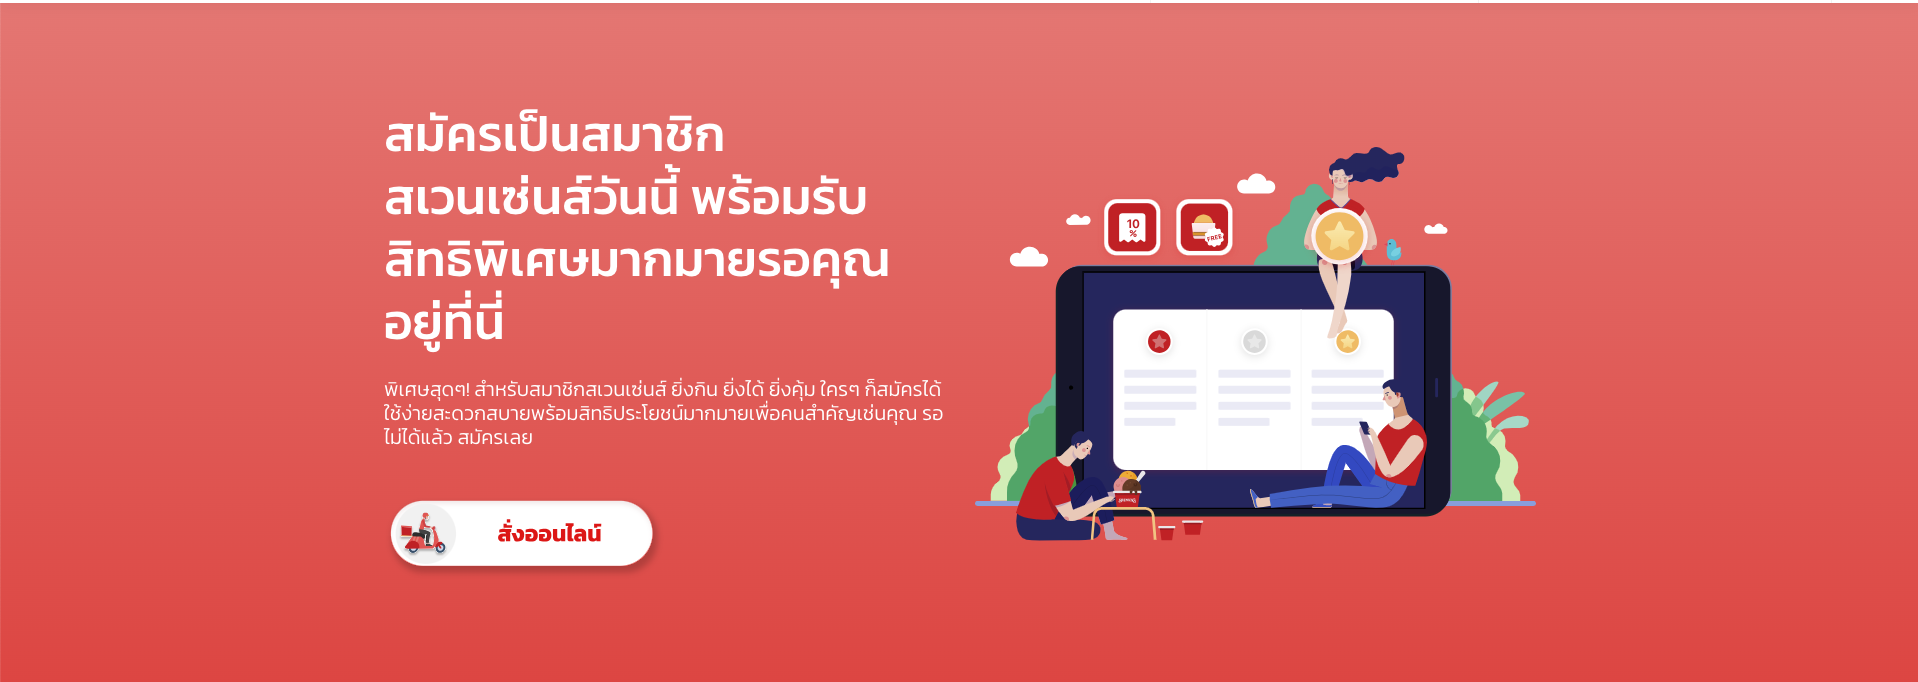 สมัครเป็นสมาชิก
สเวนเซ่นส์วันนี้ พร้อมรับ
สิทธิพิเศษมากมายรอคุณ
อยู่ที่นี่
พิเศษสุดๆ! สำหรับสมาชิกสเวนเซ่นส์ ยิ่งกิน ยิ่งได้ ยิ่งคุ้ม ใครๆ ก็สมัครได้
ใช้ง่ายสะดวกสบายพร้อมสิทธิประโยชน์มากมายเพื่อคนสำคัญเช่นคุณ รอ
ไม่ได้แล้ว สมัครเลย
สั่งออนไลน์
10
%
FREE